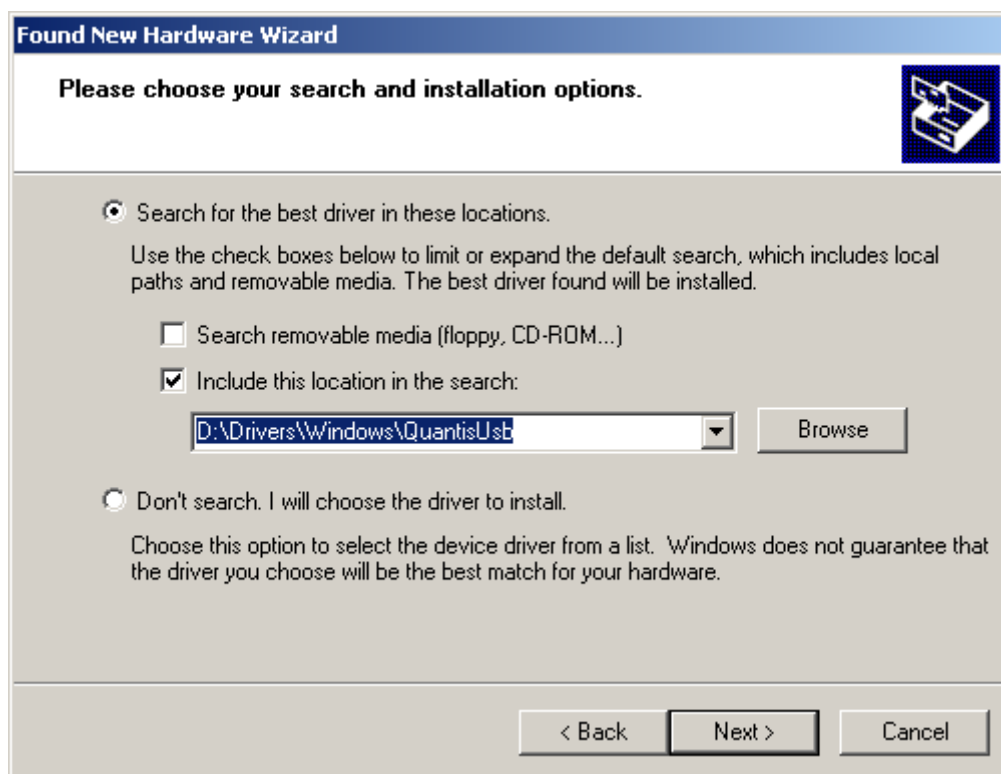 Found New Hardware Wizard
Please choose your search and installation options.
Search for the best driver in these locations.
Use the check boxes below to limit or expand the default search, which includes local
paths and removable media. The best driver found will be installed.
Search removable media (floppy, CD-ROM...)
Include this location in the search:
D:\Drivers\Windows\QuantisUsb
Browse
Don't search. I will choose the driver to install.
Choose this option to select the device driver from a list. Windows does not guarantee that
the driver you choose will be the best match for your hardware.
< Back Next > Cancel